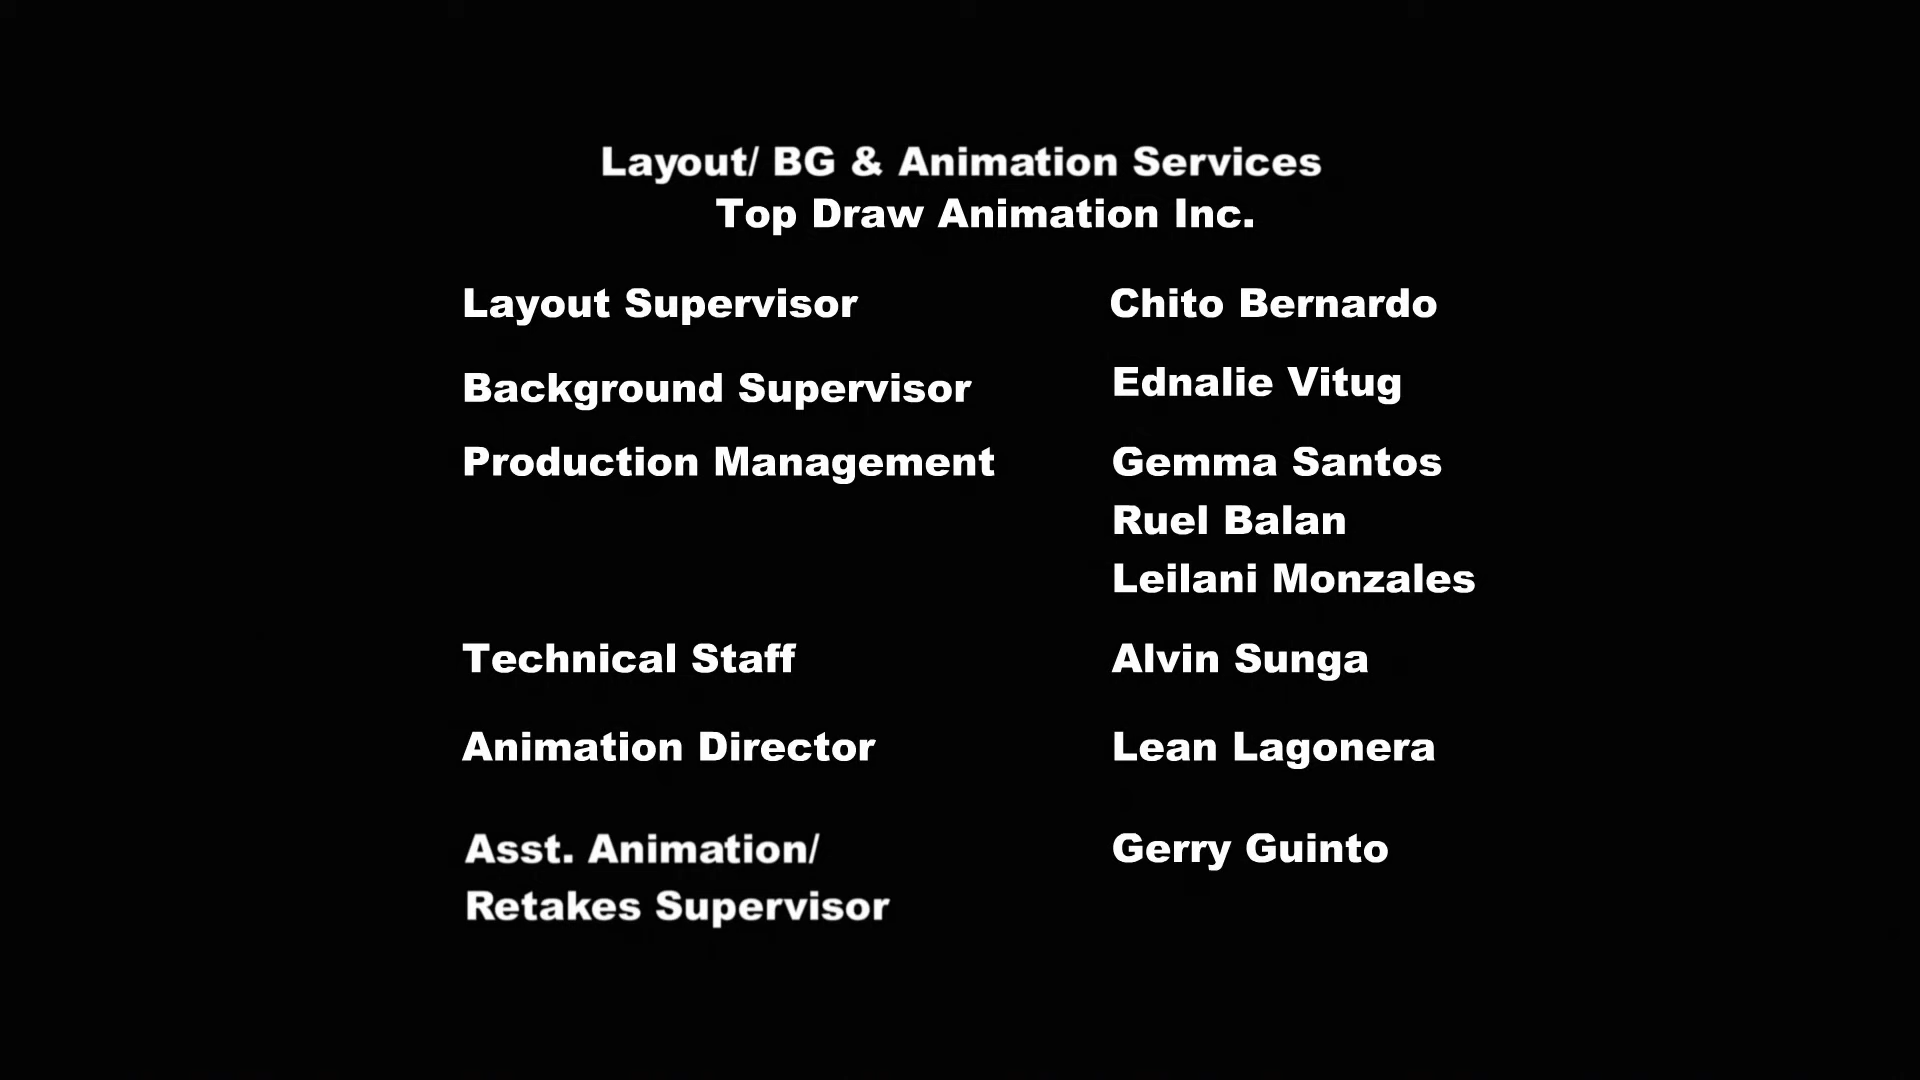 Layout/ BG & Animation Services
Top Draw Animation Inc.
Layout Supervisor Chito Bernardo
Background Supervisor Ednalie Vitug
Production Management Gemma Santos
Ruel Balan
Leilani Monzales
Technical Staff Alvin Sunga
Animation Director Lean Lagonera
Asst. Animation/ Gerry Guinto
Retakes Supervisor